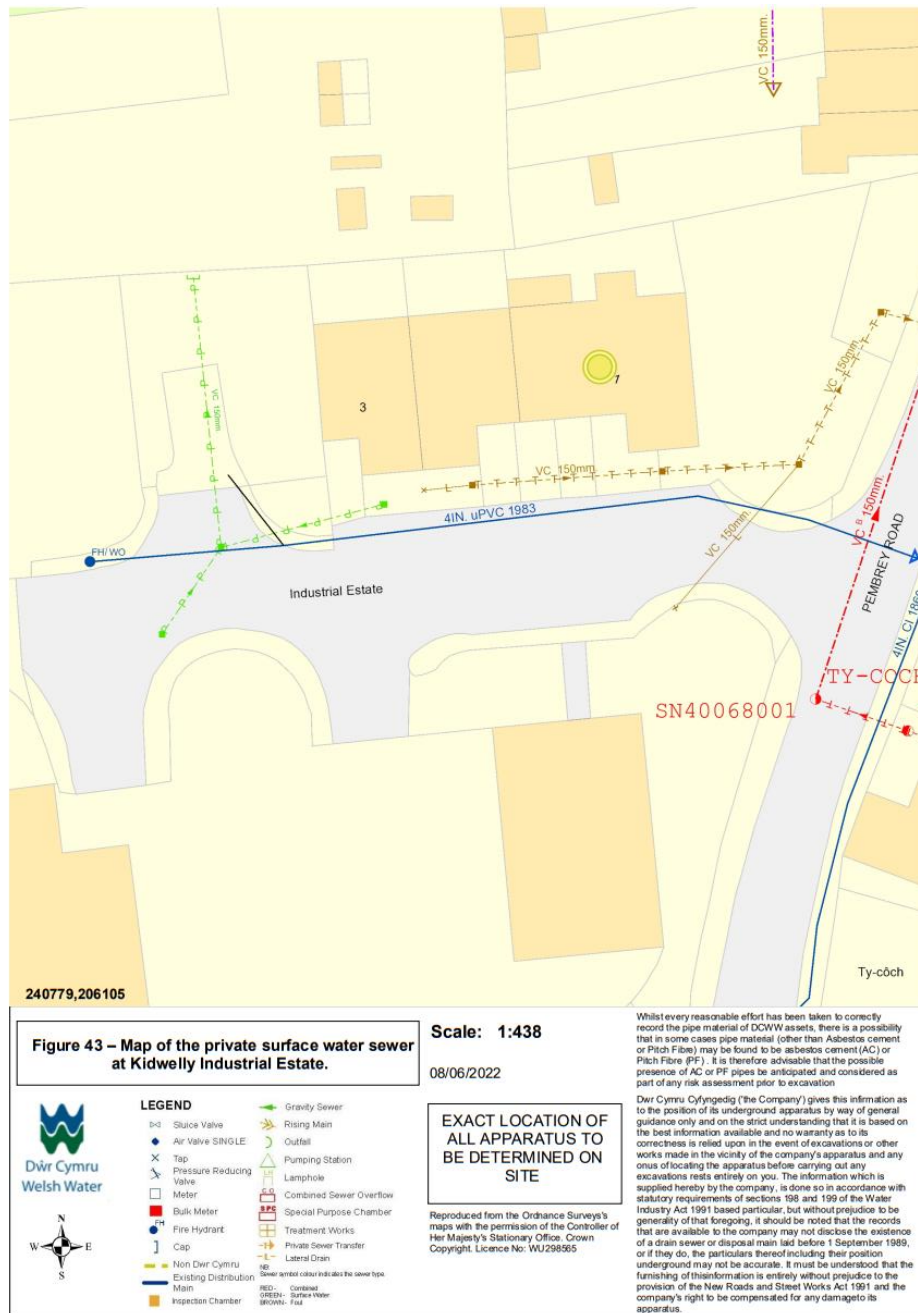 VC 150mm.
3
1
VC 150mm
VC 150mm.
VC 150mm.
VC 150mm.
4IN. uPVC 1983
FH/WO
Industrial Estate
VC B 150mm.
PEMBREY ROAD
TY-COCH
SN40068001
Ty-côch
240779,206105
Figure 43 – Map of the private surface water sewer
at Kidwelly Industrial Estate.
Scale: 1:438
08/06/2022
EXACT LOCATION OF
ALL APPARATUS TO
BE DETERMINED ON
SITE
Reproduced from the Ordnance Surveys's
maps with the permission of the Controller of
Her Majesty's Stationary Office. Crown
Copyright. Licence No: WU298565
Dŵr Cymru
Welsh Water
N
W E
S
LEGEND
Sluice Valve
Air Valve SINGLE
Tap
Pressure Reducing
Valve
Meter
Bulk Meter
FH
Fire Hydrant
Cap
Non Dwr Cymru
Existing Distribution
Main
Inspection Chamber
Gravity Sewer
Rising Main
Outfall
Pumping Station
LH
Lamphole
C O
Combined Sewer Overflow
SPC
Special Purpose Chamber
Treatment Works
Private Sewer Transfer
Lateral Drain
NB
Sewer symbol colour indicates the sewer type.
RED - Combined
GREEN - Surface Water
BROWN - Foul
Whilst every reasonable effort has been taken to correctly
record the pipe material of DCWW assets, there is a possibility
that in some cases pipe material (other than Asbestos cement
or Pitch Fibre) may be found to be asbestos cement (AC) or
Pitch Fibre (PF). It is therefore advisable that the possible
presence of AC or PF pipes be anticipated and considered as
part of any risk assessment prior to excavation
Dwr Cymru Cyfyngedig ('the Company') gives this infirmation as
to the position of its underground apparatus by way of general
guidance only and on the strict understanding that it is based on
the best information available and no warranty as to its
correctness is relied upon in the event of excavations or other
works made in the vicinity of the company's apparatus and any
onus of locating the apparatus before carrying out any
excavations rests entirely on you. The information which is
supplied hereby by the company, is done so in accordance with
statutory requirements of sections 198 and 199 of the Water
Industry Act 1991 based particular, but without prejudice to be
generality of that foregoing, it should be noted that the records
that are available to the company may not disclose the existence
of a drain sewer or disposal main laid before 1 September 1989,
or if they do, the particulars thereof including their position
underground may not be accurate. It must be understood that the
furnishing of thisinformation is entirely without prejudice to the
provision of the New Roads and Street Works Act 1991 and the
company's right to be compensated for any damageto its
apparatus.